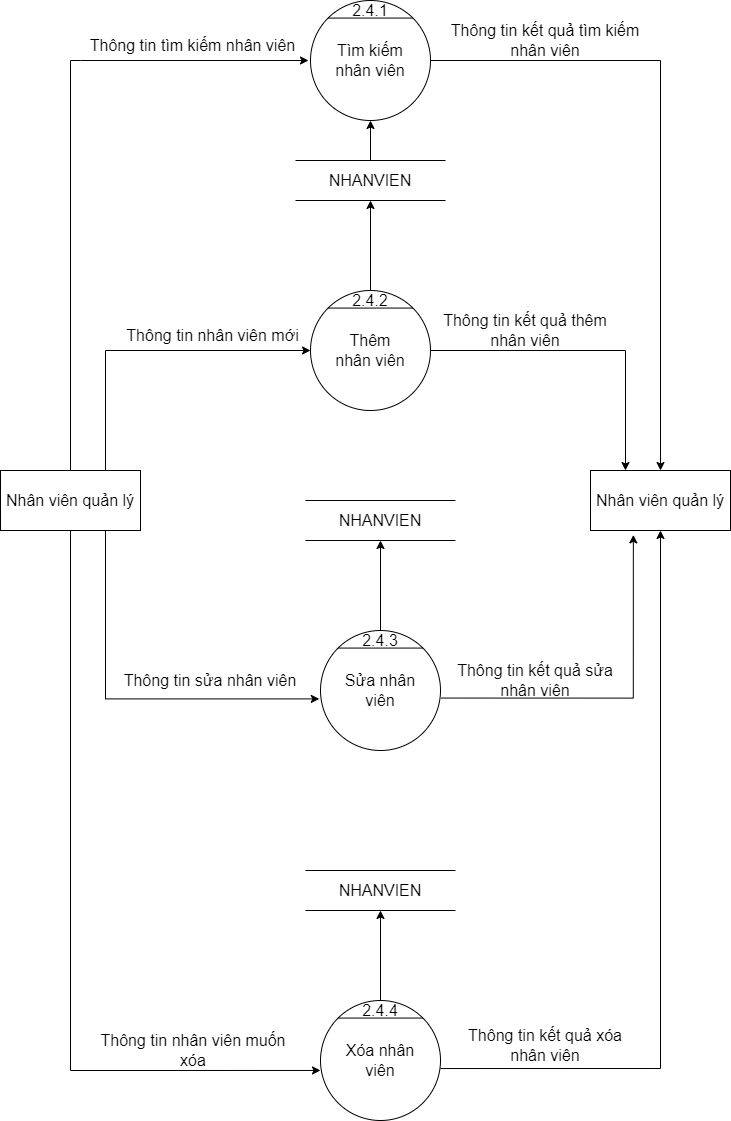 2.4.1
Thông tin tìm kiếm nhân viên
Tìm kiếm
nhân viên
Thông tin kết quả tìm kiếm
nhân viên
NHANVIEN
2.4.2
Thông tin nhân viên mới
Thêm
nhân viên
Thông tin kết quả thêm
nhân viên
Nhân viên quản lý
Nhân viên quản lý
NHANVIEN
2.4.3
Thông tin sửa nhân viên
Sửa nhân
viên
Thông tin kết quả sửa
nhân viên
NHANVIEN
2.4.4
Thông tin nhân viên muốn
xóa
Xóa nhân
viên
Thông tin kết quả xóa
nhân viên